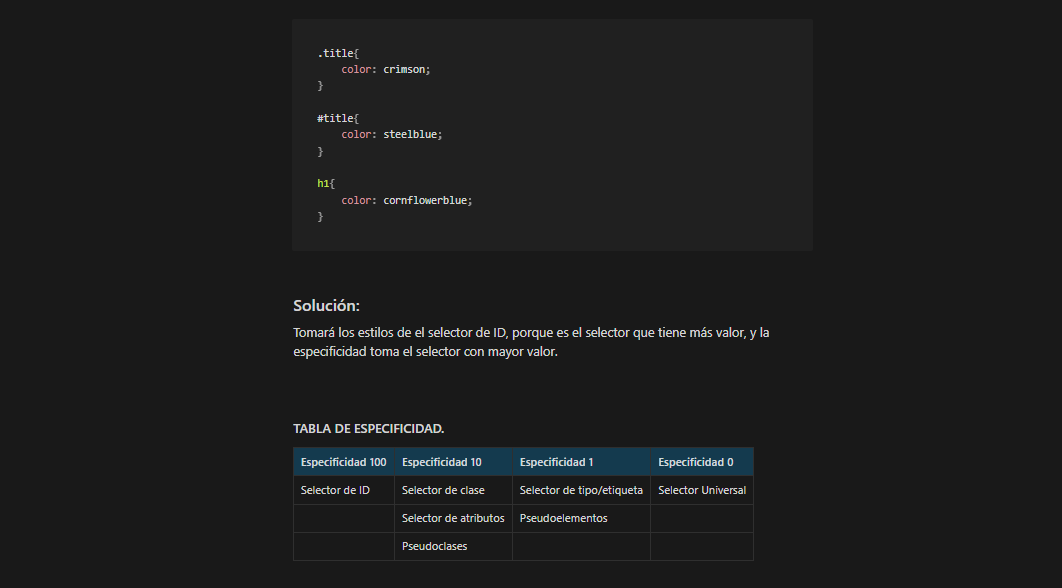 .title{
color: crimson;
}
#title{
color: steelblue;
}
h1{
color: cornflowerblue;
}
Solución:
Tomará los estilos de el selector de ID, porque es el selector que tiene más valor, y la
especificidad toma el selector con mayor valor.
TABLA DE ESPECIFICIDAD.
Especificidad 100 Especificidad 10 Especificidad 1 Especificidad 0
Selector de ID Selector de clase Selector de tipo/etiqueta Selector Universal
Selector de atributos Pseudoelementos
Pseudoclases